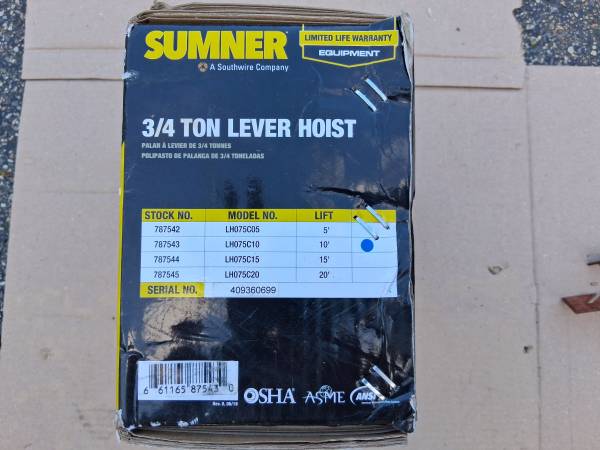 SUMNER
A Southwire Company
LIMITED LIFE WARRANTY
EQUIPMENT
3/4 TON LEVER HOIST
PALAN À LEVIER DE 3/4 TONNES
POLIPASTO DE PALANCA DE 3/4 TONELADAS
STOCK NO. MODEL NO. LIFT
787542 LH075C05 5'
787543 LH075C10 10'
787544 LH075C15 15'
787545 LH075C20 20'
SERIAL NO. 409360699
6 61165 87543 0
OSHA ASME ANSI